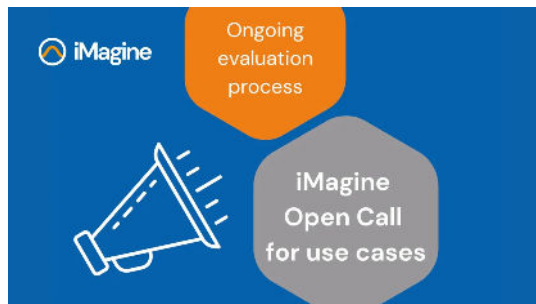 iMagine
Ongoing
evaluation
process
iMagine
Open Call
for use cases